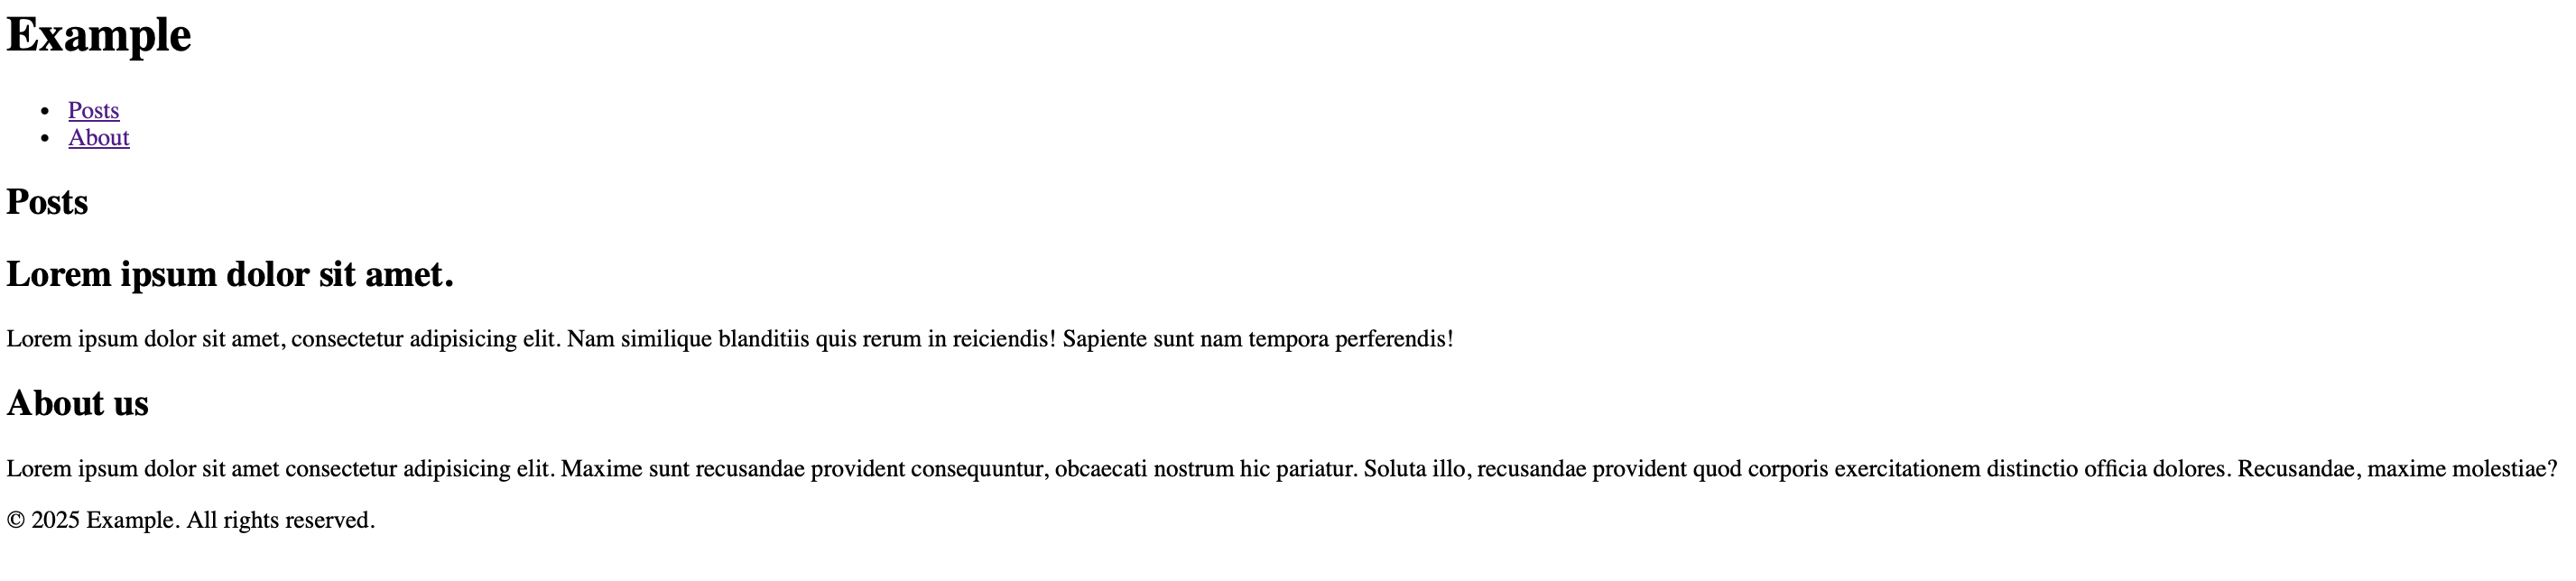 Example
Posts
About
Posts
Lorem ipsum dolor sit amet.
Lorem ipsum dolor sit amet, consectetur adipisicing elit. Nam similique blanditiis quis rerum in reiciendis! Sapiente sunt nam tempora perferendis!
About us
Lorem ipsum dolor sit amet consectetur adipisicing elit. Maxime sunt recusandae provident consequuntur, obcaecati nostrum hic pariatur. Soluta illo, recusandae provident quod corporis exercitationem distinctio officia dolores. Recusandae, maxime molestiae?
© 2025 Example. All rights reserved.